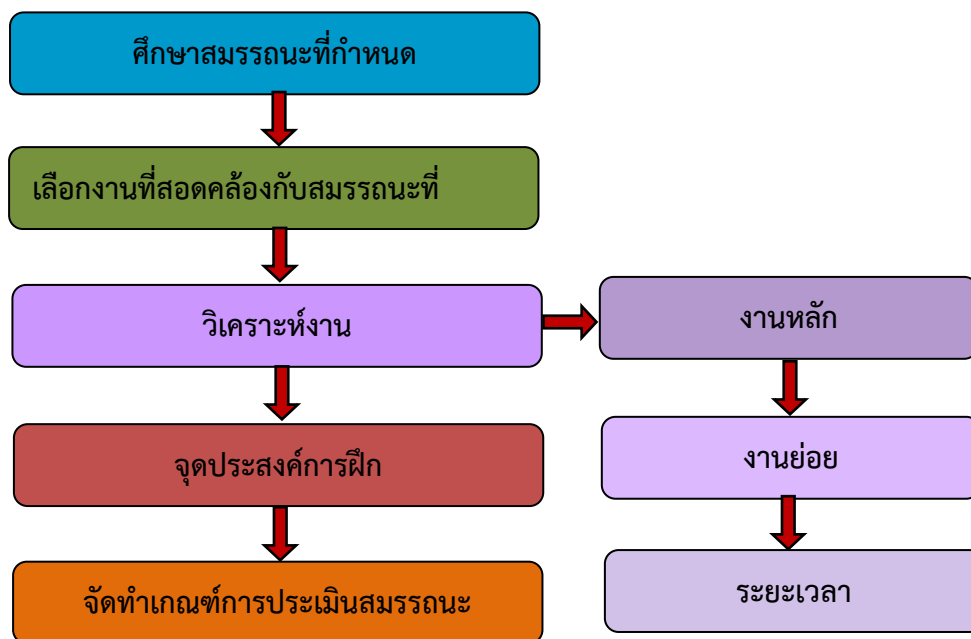 ศึกษาสมรรถนะที่กำหนด
เลือกงานที่สอดคล้องกับสมรรถนะที่
วิเคราะห์งาน
งานหลัก
จุดประสงค์การฝึก
งานย่อย
จัดทำเกณฑ์การประเมินสมรรถนะ
ระยะเวลา